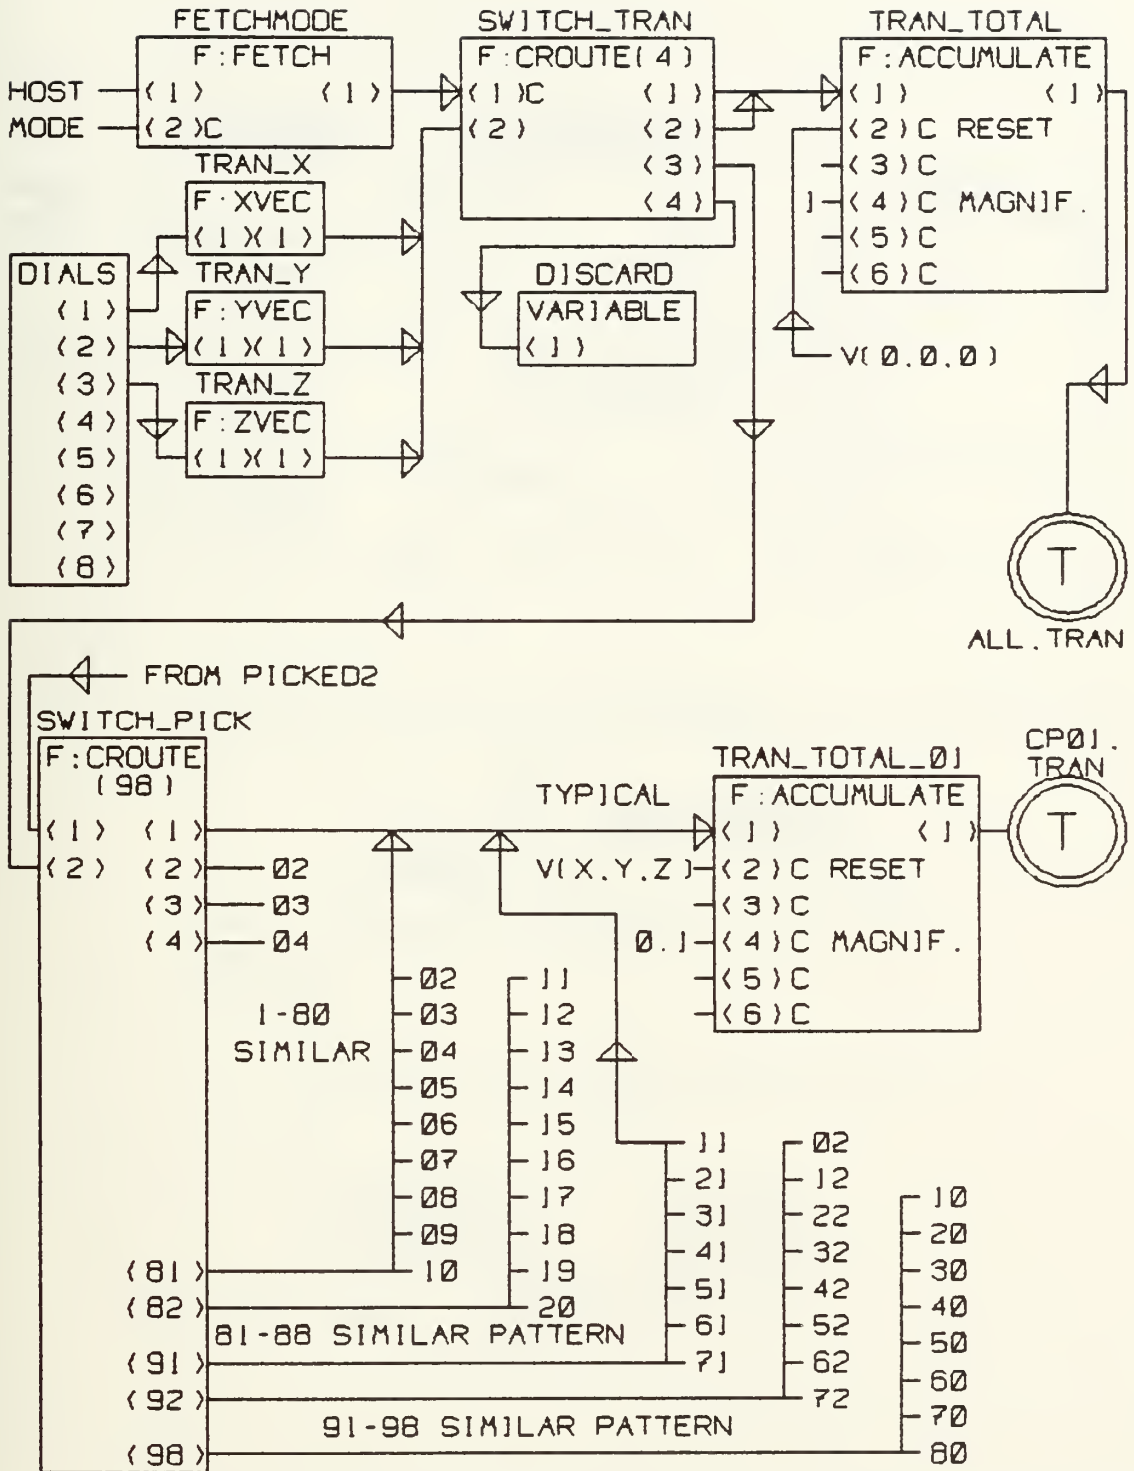 FETCHMODE
SWITCH_TRAN
TRAN_TOTAL
F:FETCH
F:CROUTE(4)
F:ACCUMULATE
HOST
<1> <1>
<1>C <1>
<1> <1>
MODE
<2>C
<2> <2>
<2>C RESET
<3>
<3>C
<4>
1 <4>C MAGNIF.
<5>C
<6>C
TRAN_X
F:XVEC
<1><1>
DIALS
<1>
<2>
<3>
<4>
<5>
<6>
<7>
<8>
TRAN_Y
F:YVEC
<1><1>
TRAN_Z
F:ZVEC
<1><1>
DISCARD
VARIABLE
<1>
V(0,0,0)
T
ALL.TRAN
FROM PICKED2
SWITCH_PICK
F:CROUTE
(98)
<1> <1>
<2> <2> 02
<3> 03
<4> 04
TYPICAL
TRAN_TOTAL_01
F:ACCUMULATE
<1> <1>
V(X,Y,Z) <2>C RESET
<3>C
0.1 <4>C MAGNIF.
<5>C
<6>C
CP01.
TRAN
T
1-80
SIMILAR
02
03
04
05
06
07
08
09
<81> 10
11
12
13
14
15
16
17
18
19
<82> 20
81-88 SIMILAR PATTERN
11
21
31
41
51
61
<91> 71
02
12
22
32
42
52
62
<92> 72
91-98 SIMILAR PATTERN
10
20
30
40
50
60
70
<98> 80